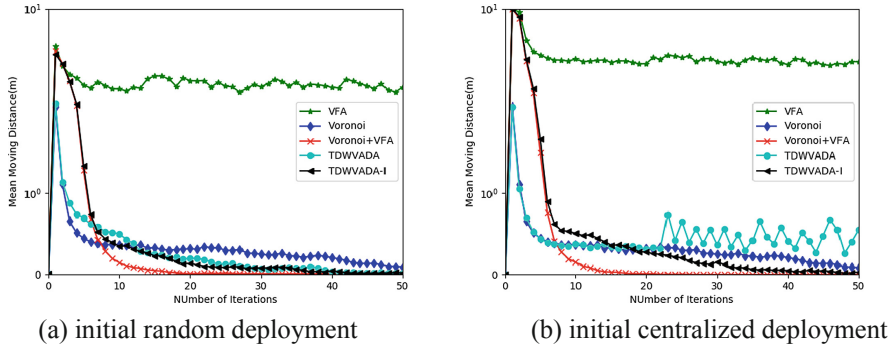 10¹
10⁰
0
Mean Moving Distance(m)
VFA
Voronoi
Voronoi+VFA
TDWVADA
TDWVADA-I
0 10 20 30 40 50
NUmber of Iterations
(a) initial random deployment
10¹
10⁰
0
Mean Moving Distance(m)
VFA
Voronoi
Voronoi+VFA
TDWVADA
TDWVADA-I
0 10 20 30 40 50
NUmber of Iterations
(b) initial centralized deployment